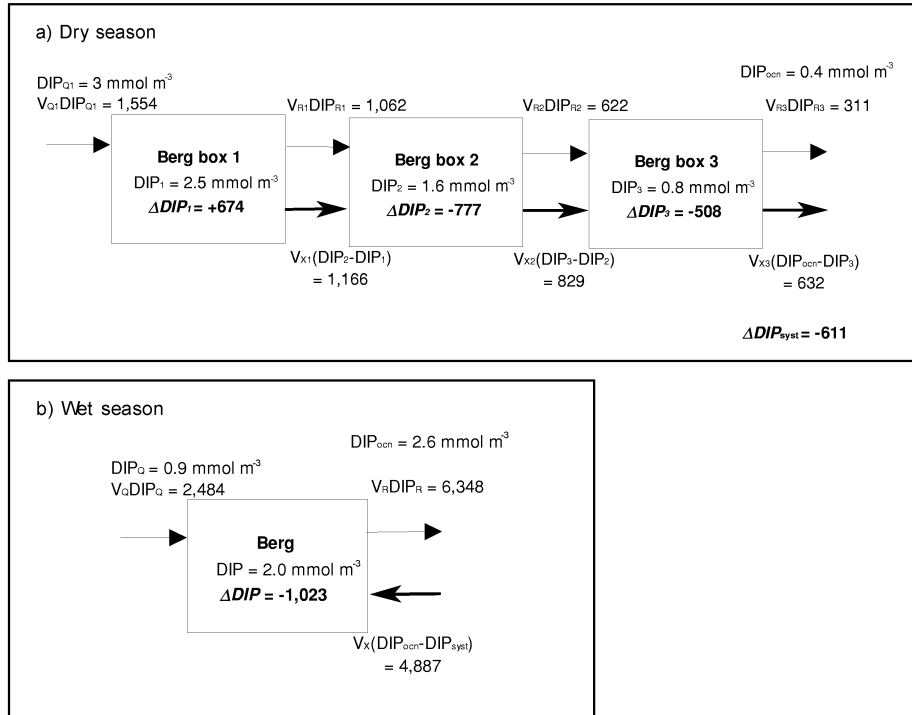 a) Dry season
DIPQ1 = 3 mmol m-3
VQ1DIPQ1 = 1,554
VR1DIPR1 = 1,062
VR2DIPR2 = 622
DIPocn = 0.4 mmol m-3
VR3DIPR3 = 311
Berg box 1
DIP1 = 2.5 mmol m-3
ΔDIP1 = +674
Berg box 2
DIP2 = 1.6 mmol m-3
ΔDIP2 = -777
Berg box 3
DIP3 = 0.8 mmol m-3
ΔDIP3 = -508
VX1(DIP2-DIP1)
= 1,166
VX2(DIP3-DIP2)
= 829
VX3(DIPocn-DIP3)
= 632
ΔDIPsyst = -611
b) Wet season
DIPocn = 2.6 mmol m-3
DIPQ = 0.9 mmol m-3
VQDIPQ = 2,484
VRDIPR = 6,348
Berg
DIP = 2.0 mmol m-3
ΔDIP = -1,023
VX(DIPocn-DIPsyst)
= 4,887